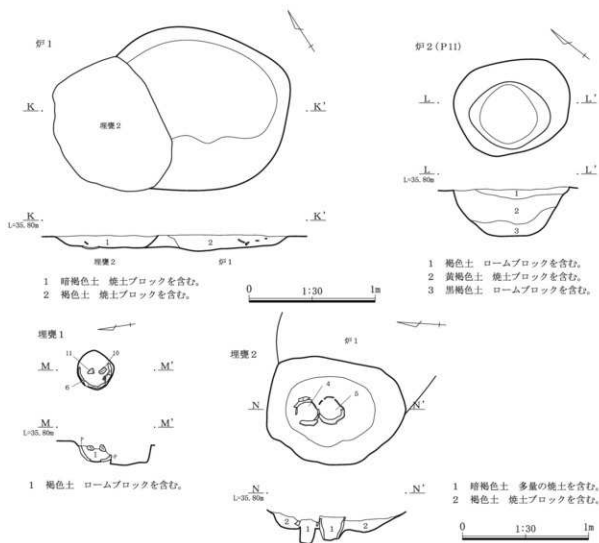 炉1
K
K'
埋甕2
K
K'
L=35.80m
1
2
埋甕2
炉1
1 暗褐色土 焼土ブロックを含む。
2 褐色土 焼土ブロックを含む。
炉2(P11)
L
L'
L
L'
L=35.80m
1
2
3
1 褐色土 ロームブロックを含む。
2 黄褐色土 焼土ブロックを含む。
3 黒褐色土 ロームブロックを含む。
0
1:30
1m
埋甕1
11
10
M
M'
6
M
M'
L=35.80m
P
1
P
1 褐色土 ロームブロックを含む。
埋甕2
炉1
4
5
N
N'
N
N'
L=35.80m
2
1
1
2
1 暗褐色土 多量の焼土を含む。
2 褐色土 焼土ブロックを含む。
0
1:30
1m